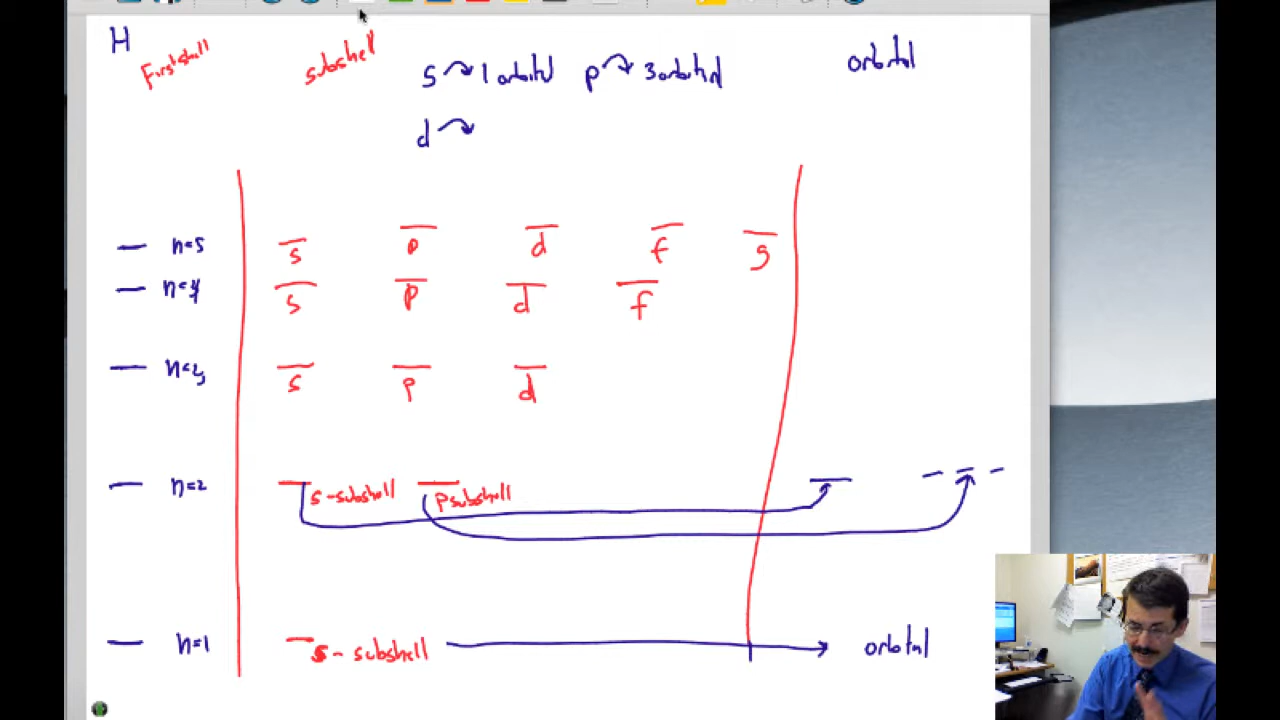 H
First shell
subshell
s 1 orbital p 3 orbital
orbital
d
n=5 s p d f g
n=4 s p d f
n=3 s p d
n=2 s-subshell p subshell
n=1 s-subshell orbital